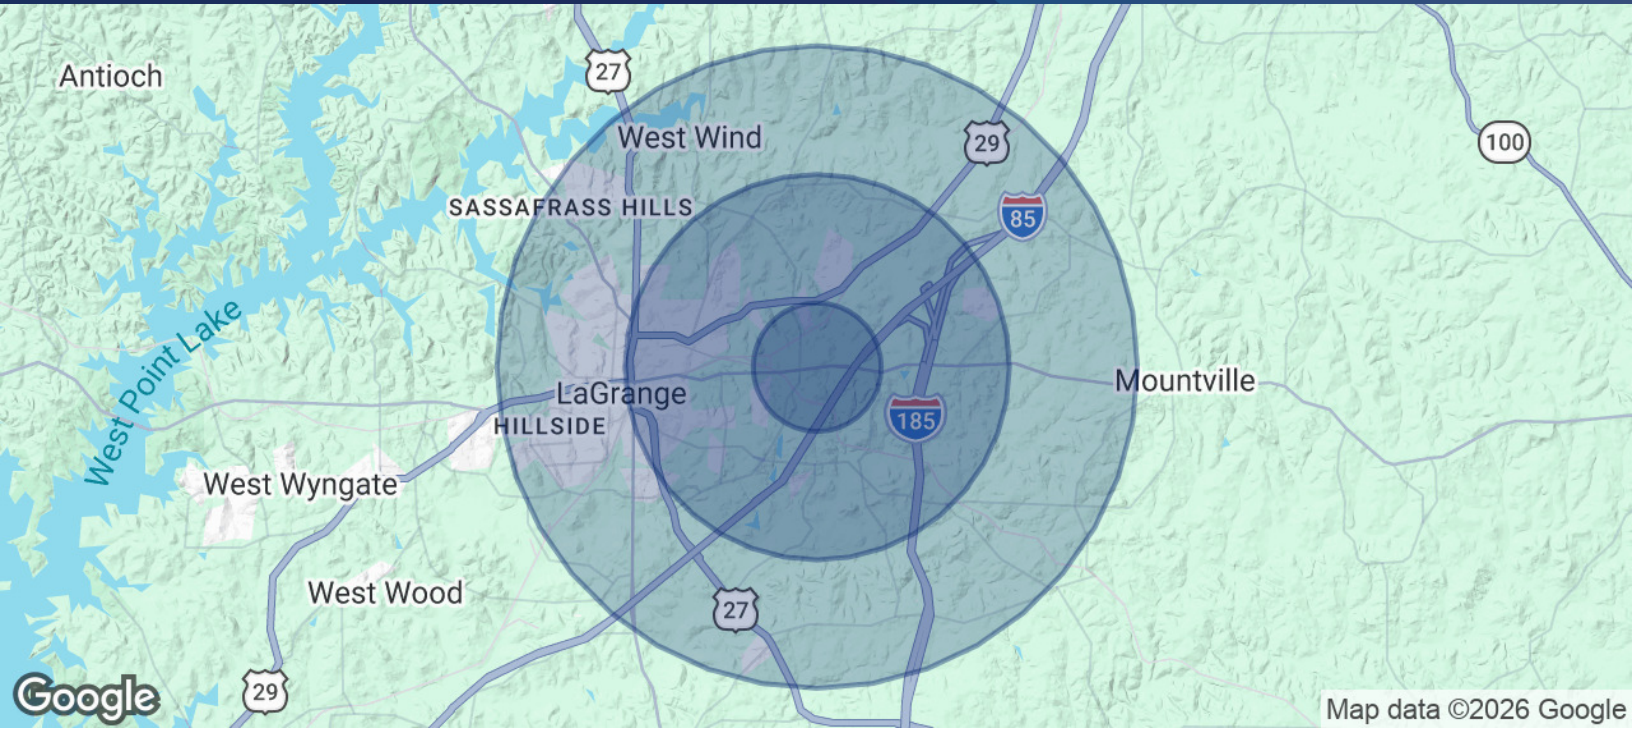 Antioch
27
West Wind
29
100
SASSAFRASS HILLS
85
West Point Lake
Mountville
LaGrange
185
HILLSIDE
West Wyngate
West Wood
27
29
Google
Map data ©2026 Google